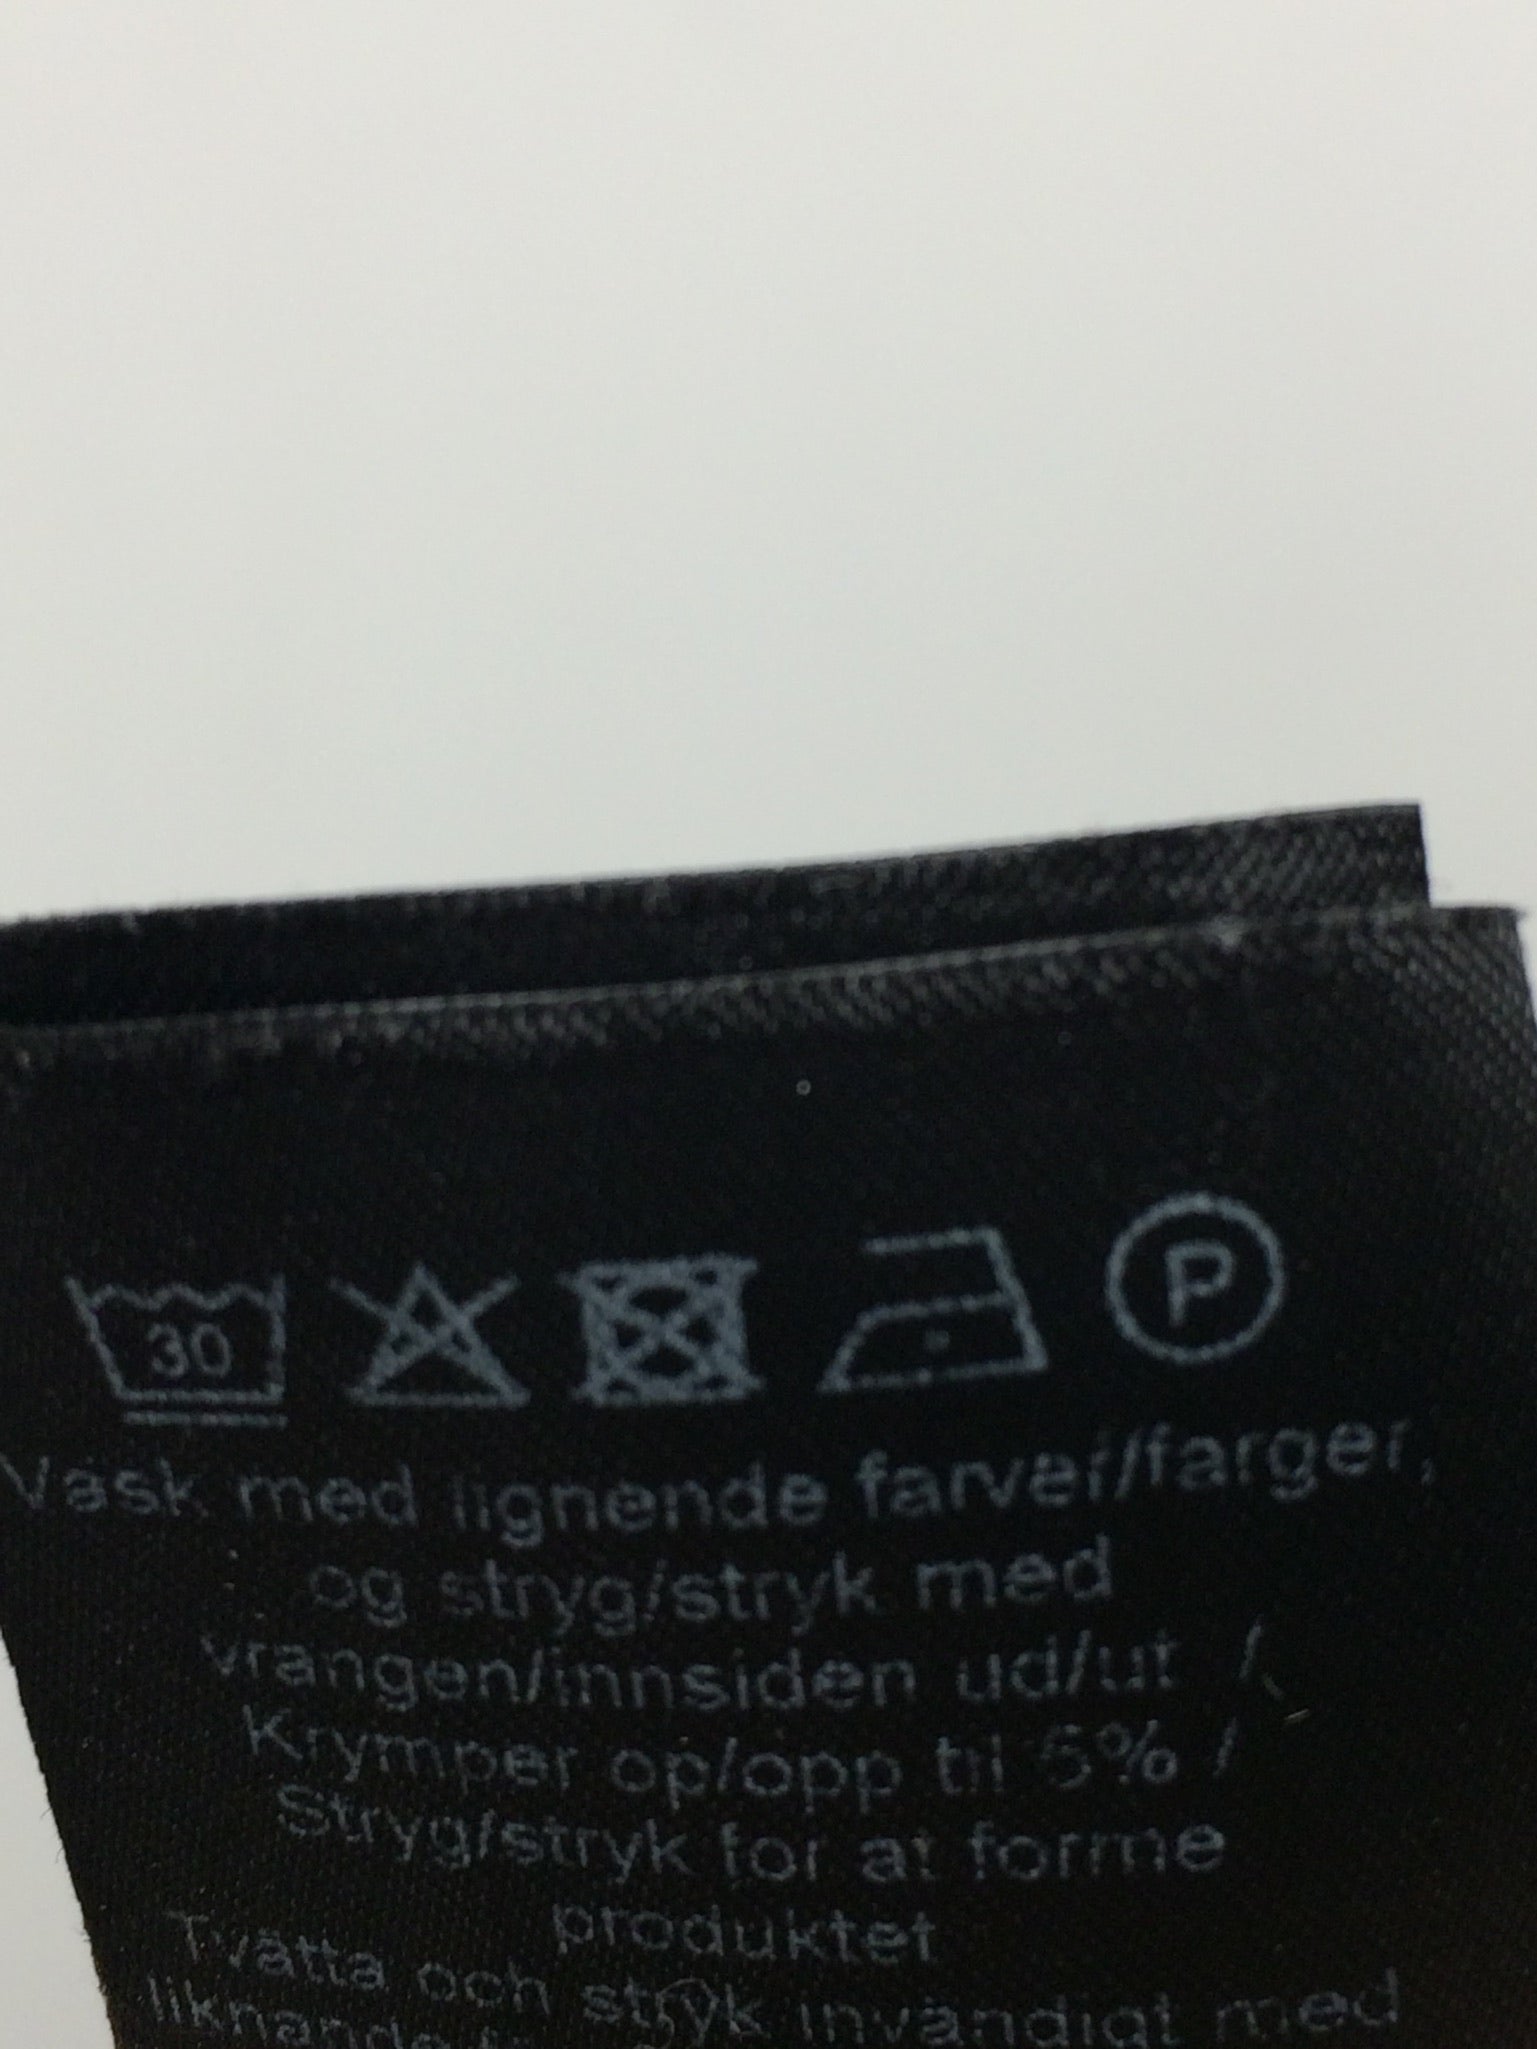 30 P
Vask med lignende farver/farger,
og stryg/stryk med
vrangen/innsiden ud/ut /
Krymper op/opp til 5% /
Stryg/stryk for at forme
produktet
Tvätta och stryk invändigt med
liknande